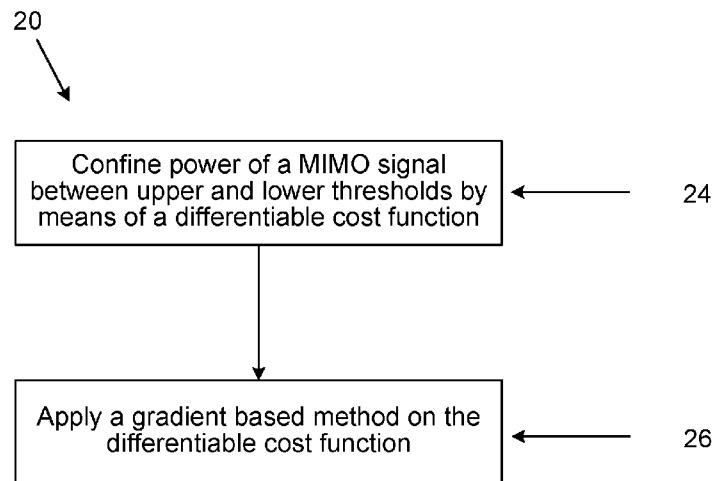 20
Confine power of a MIMO signal
between upper and lower thresholds by
means of a differentiable cost function
24
Apply a gradient based method on the
differentiable cost function
26